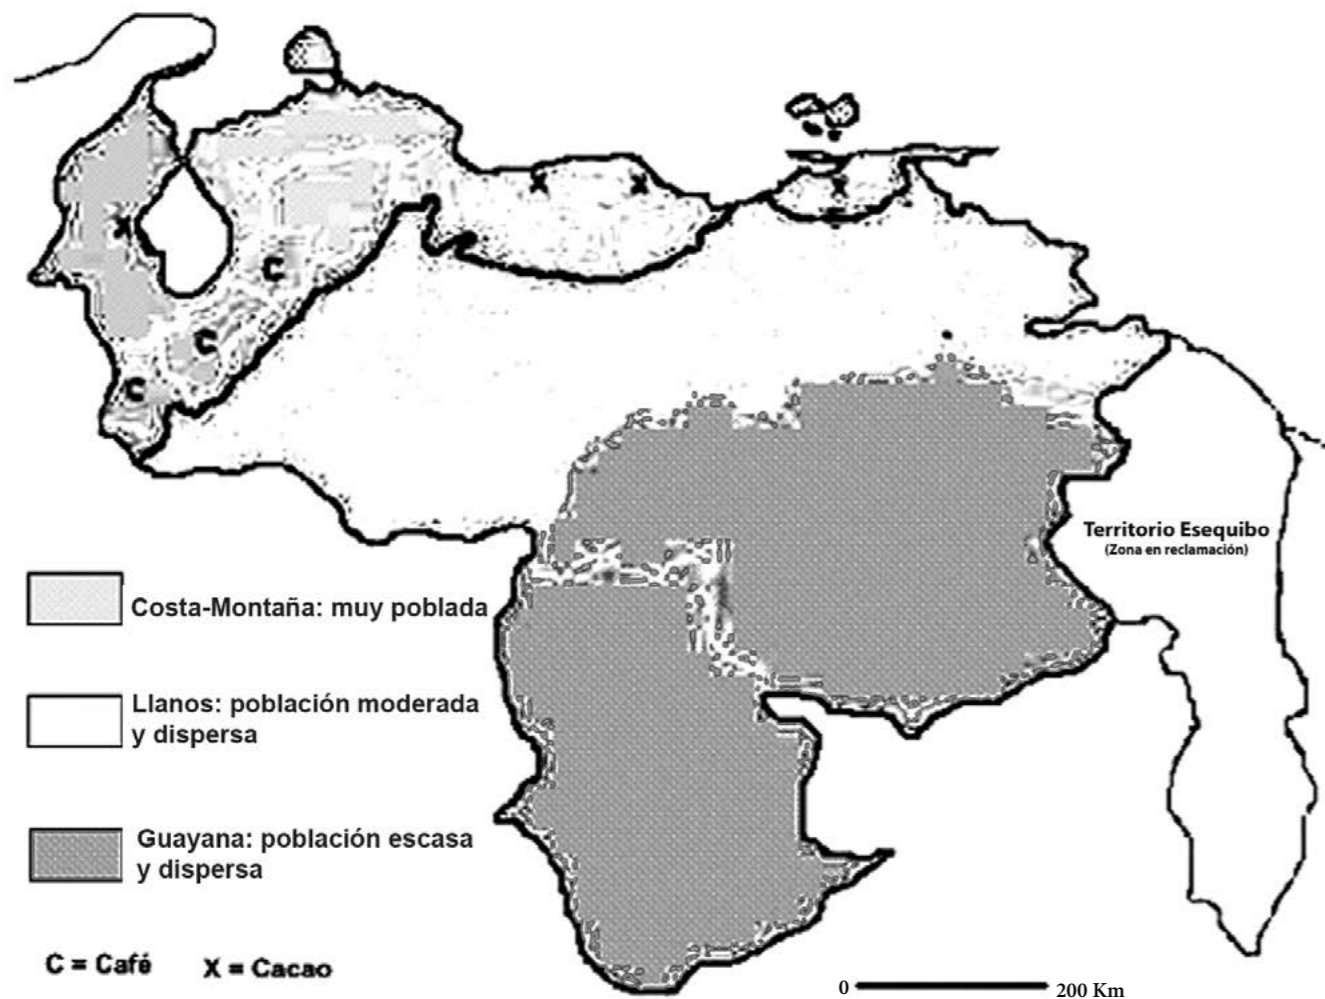 X
X
X
X
C
C
C
Territorio Esequibo
(Zona en reclamación)
Costa-Montaña: muy poblada
Llanos: población moderada
y dispersa
Guayana: población escasa
y dispersa
C = Café
X = Cacao
0
200 Km